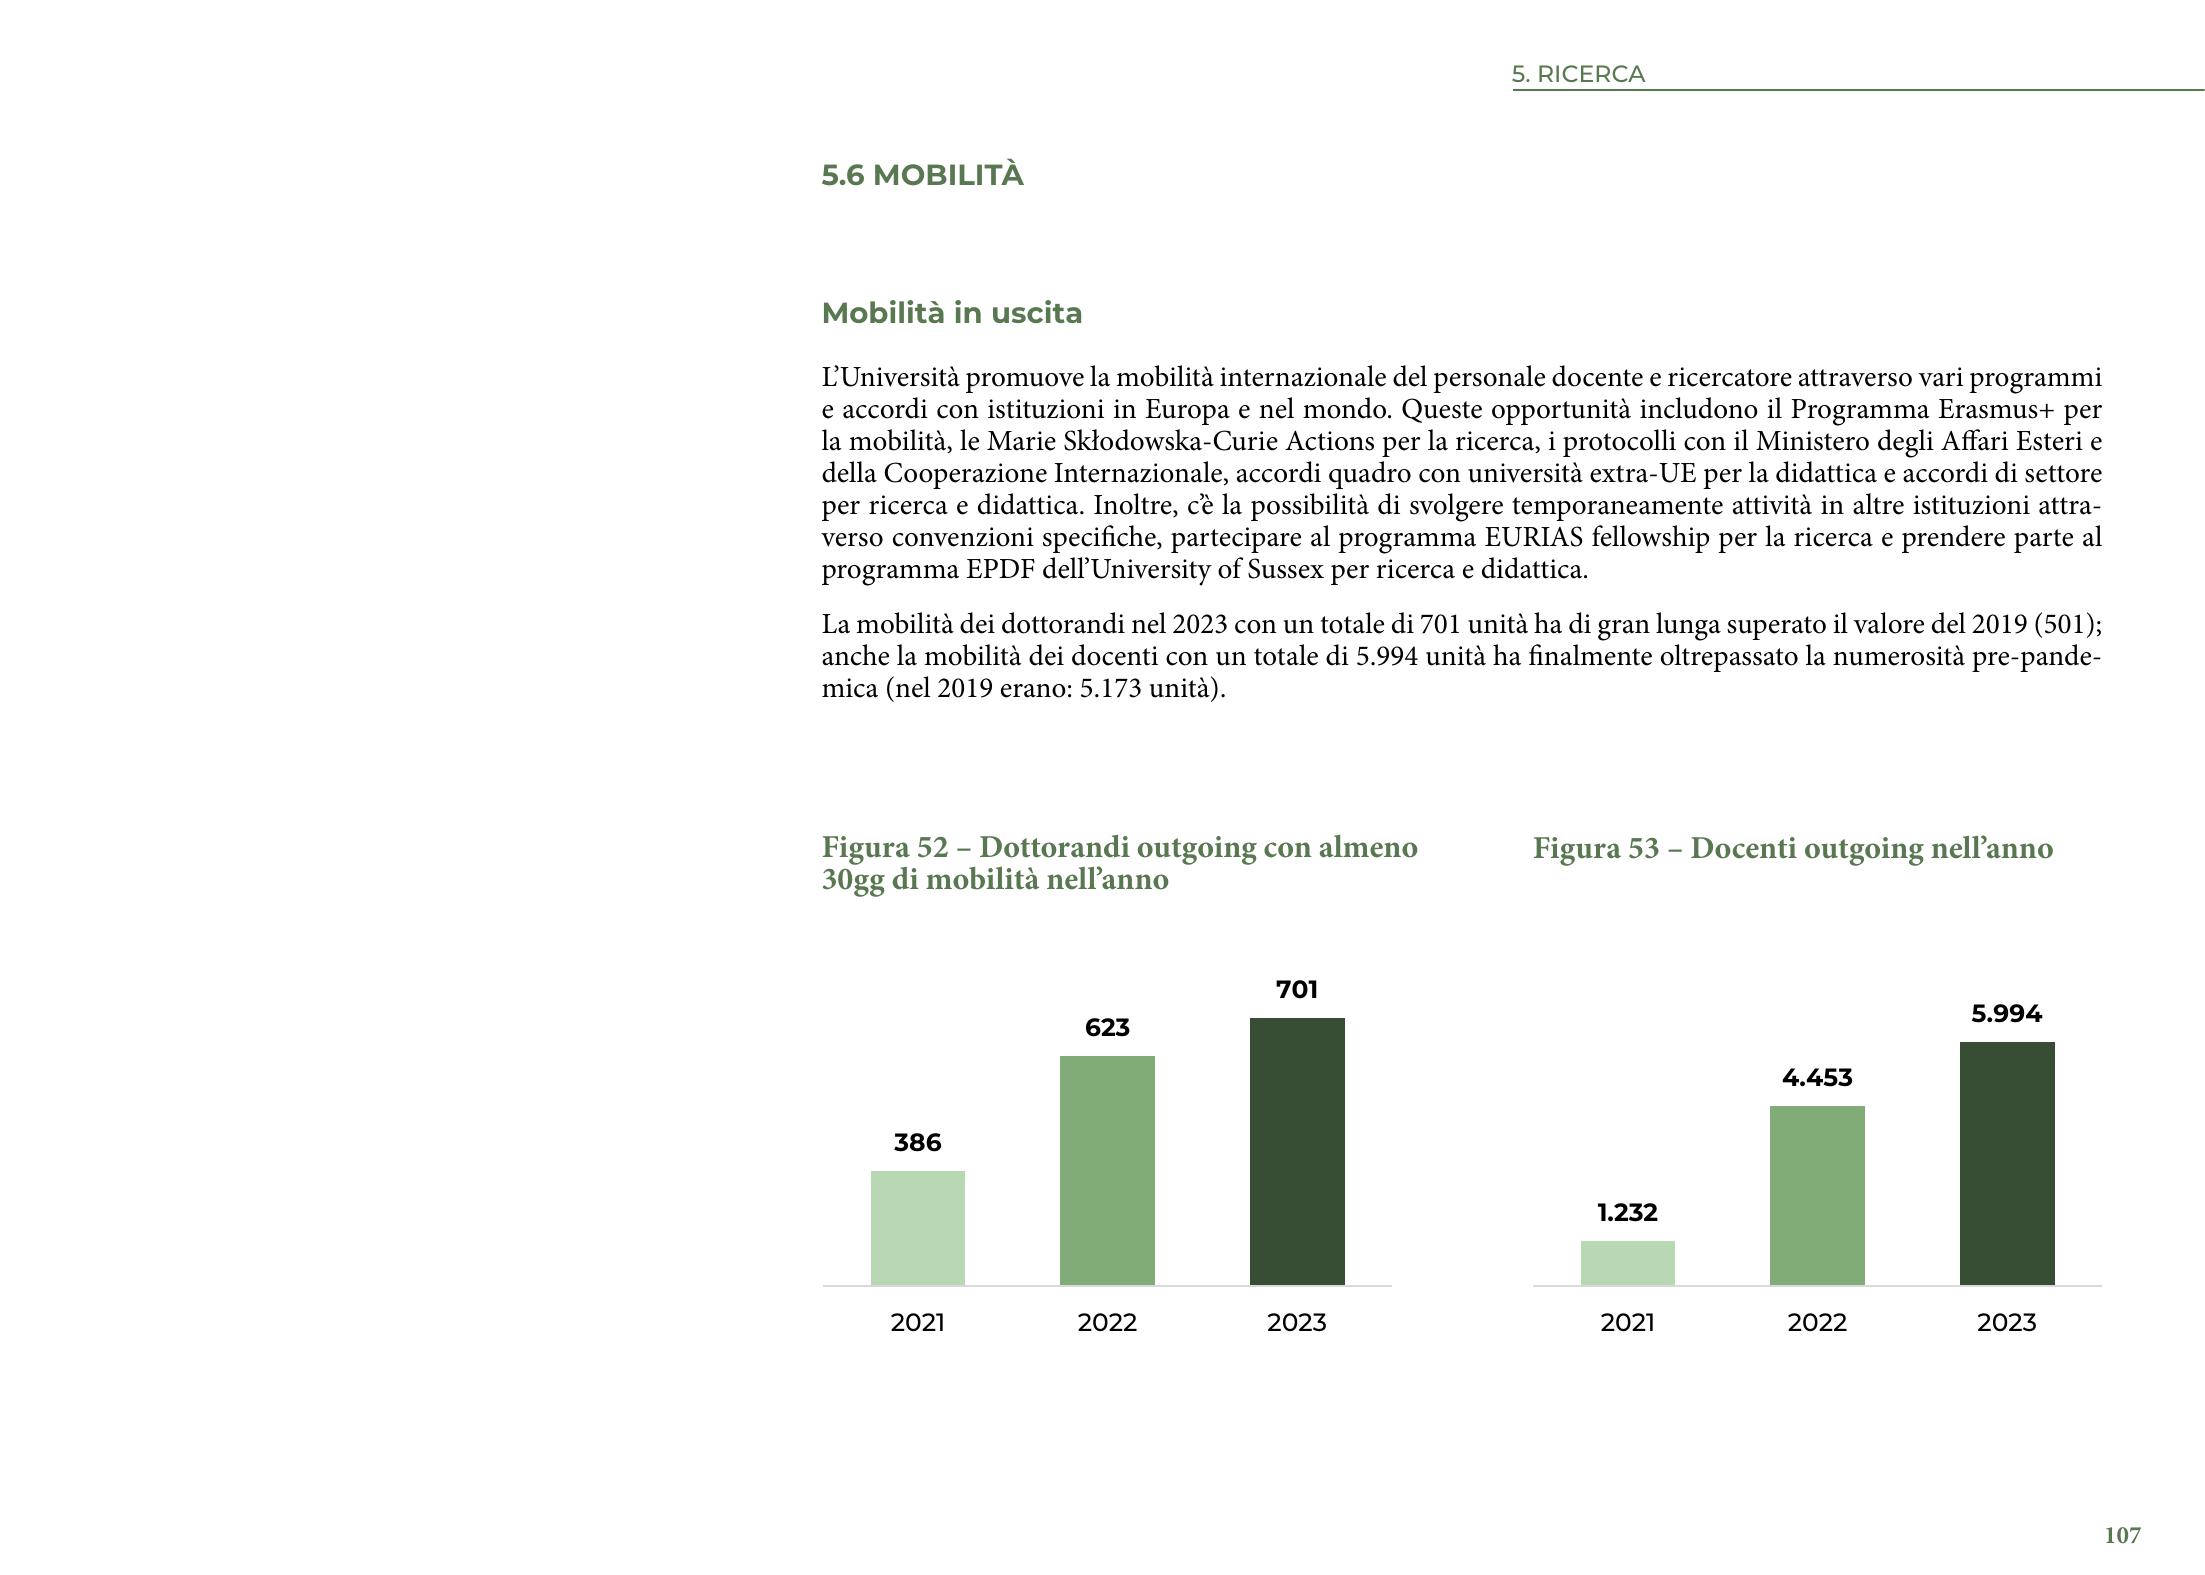 5. RICERCA
5.6 MOBILITÀ
Mobilità in uscita
L’Università promuove la mobilità internazionale del personale docente e ricercatore attraverso vari programmi
e accordi con istituzioni in Europa e nel mondo. Queste opportunità includono il Programma Erasmus+ per
la mobilità, le Marie Skłodowska-Curie Actions per la ricerca, i protocolli con il Ministero degli Affari Esteri e
della Cooperazione Internazionale, accordi quadro con università extra-UE per la didattica e accordi di settore
per ricerca e didattica. Inoltre, c’è la possibilità di svolgere temporaneamente attività in altre istituzioni attra-
verso convenzioni specifiche, partecipare al programma EURIAS fellowship per la ricerca e prendere parte al
programma EPDF dell’University of Sussex per ricerca e didattica.
La mobilità dei dottorandi nel 2023 con un totale di 701 unità ha di gran lunga superato il valore del 2019 (501);
anche la mobilità dei docenti con un totale di 5.994 unità ha finalmente oltrepassato la numerosità pre-pande-
mica (nel 2019 erano: 5.173 unità).
Figura 52 – Dottorandi outgoing con almeno
30gg di mobilità nell’anno
701
623
386
2021 2022 2023
Figura 53 – Docenti outgoing nell’anno
5.994
4.453
1.232
2021 2022 2023
107